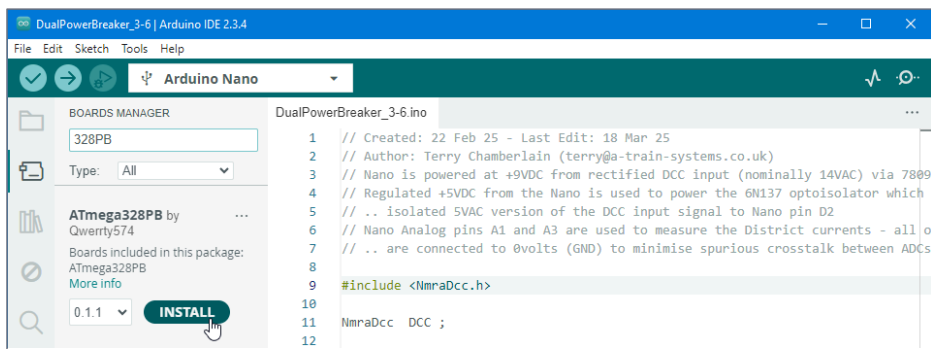 DualPowerBreaker_3-6 | Arduino IDE 2.3.4
File Edit Sketch Tools Help
Arduino Nano
BOARDS MANAGER
328PB
Type: All
ATmega328PB by
Qwerrty574
Boards included in this package:
ATmega328PB
More info
0.1.1 INSTALL
DualPowerBreaker_3-6.ino
1 // Created: 22 Feb 25 - Last Edit: 18 Mar 25
2 // Author: Terry Chamberlain (terry@a-train-systems.co.uk)
3 // Nano is powered at +9VDC from rectified DCC input (nominally 14VAC) via 7809
4 // Regulated +5VDC from the Nano is used to power the 6N137 optoisolator which
5 // .. isolated 5VAC version of the DCC input signal to Nano pin D2
6 // Nano Analog pins A1 and A3 are used to measure the District currents - all o
7 // .. are connected to 0volts (GND) to minimise spurious crosstalk between ADCs
8
9 #include <NmraDcc.h>
10
11 NmraDcc DCC ;
12